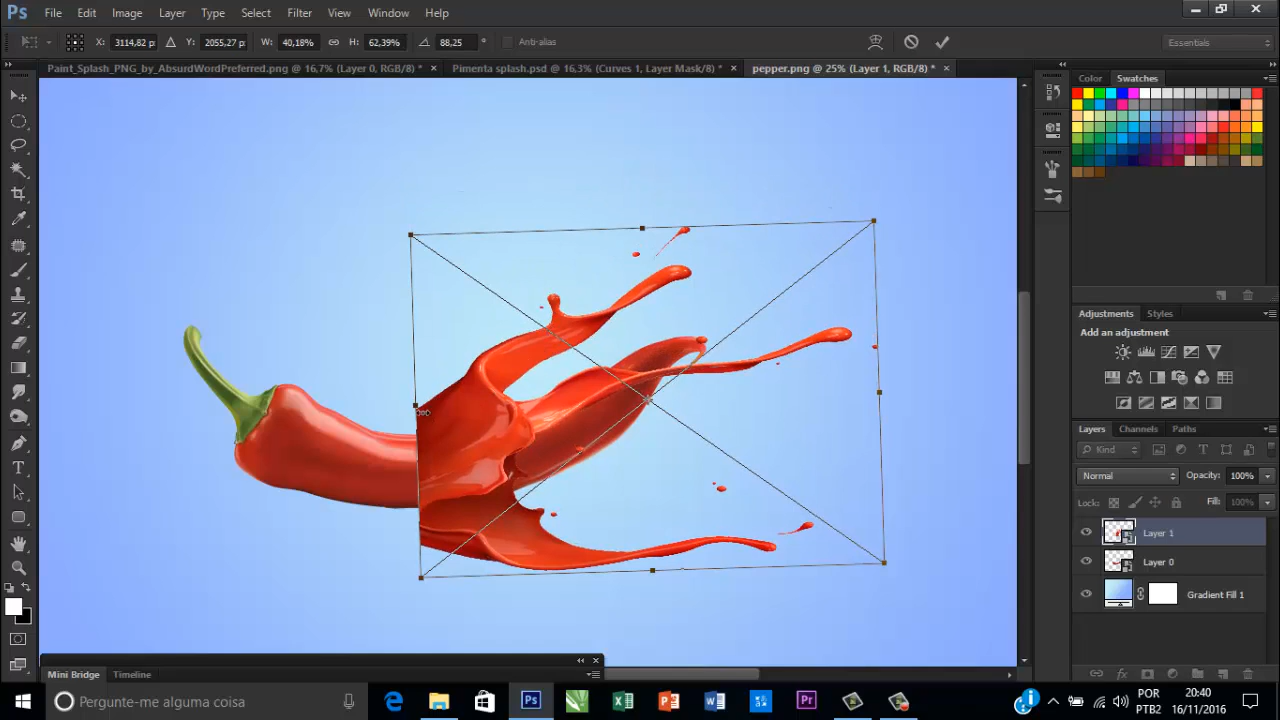 Ps File Edit Image Layer Type Select Filter View Window Help
X: 3114,82 p: Y: 2055,27 p: W: 40,18% H: 62,39% 88,25 ° Anti-alias Essentials
Paint_Splash_PNG_by_AbsurdWordPreferred.png @ 16,7% (Layer 0, RGB/8) * × Pimenta splash.psd @ 16,3% (Curves 1, Layer Mask/8) * × pepper.png @ 25% (Layer 1, RGB/8) * ×
Color Swatches
Adjustments Styles
Add an adjustment
Layers Channels Paths
Kind
Normal Opacity: 100%
Lock: Fill: 100%
Layer 1
Layer 0
Gradient Fill 1
Mini Bridge Timeline
Pergunte-me alguma coisa
POR
PTB2
20:40
16/11/2016